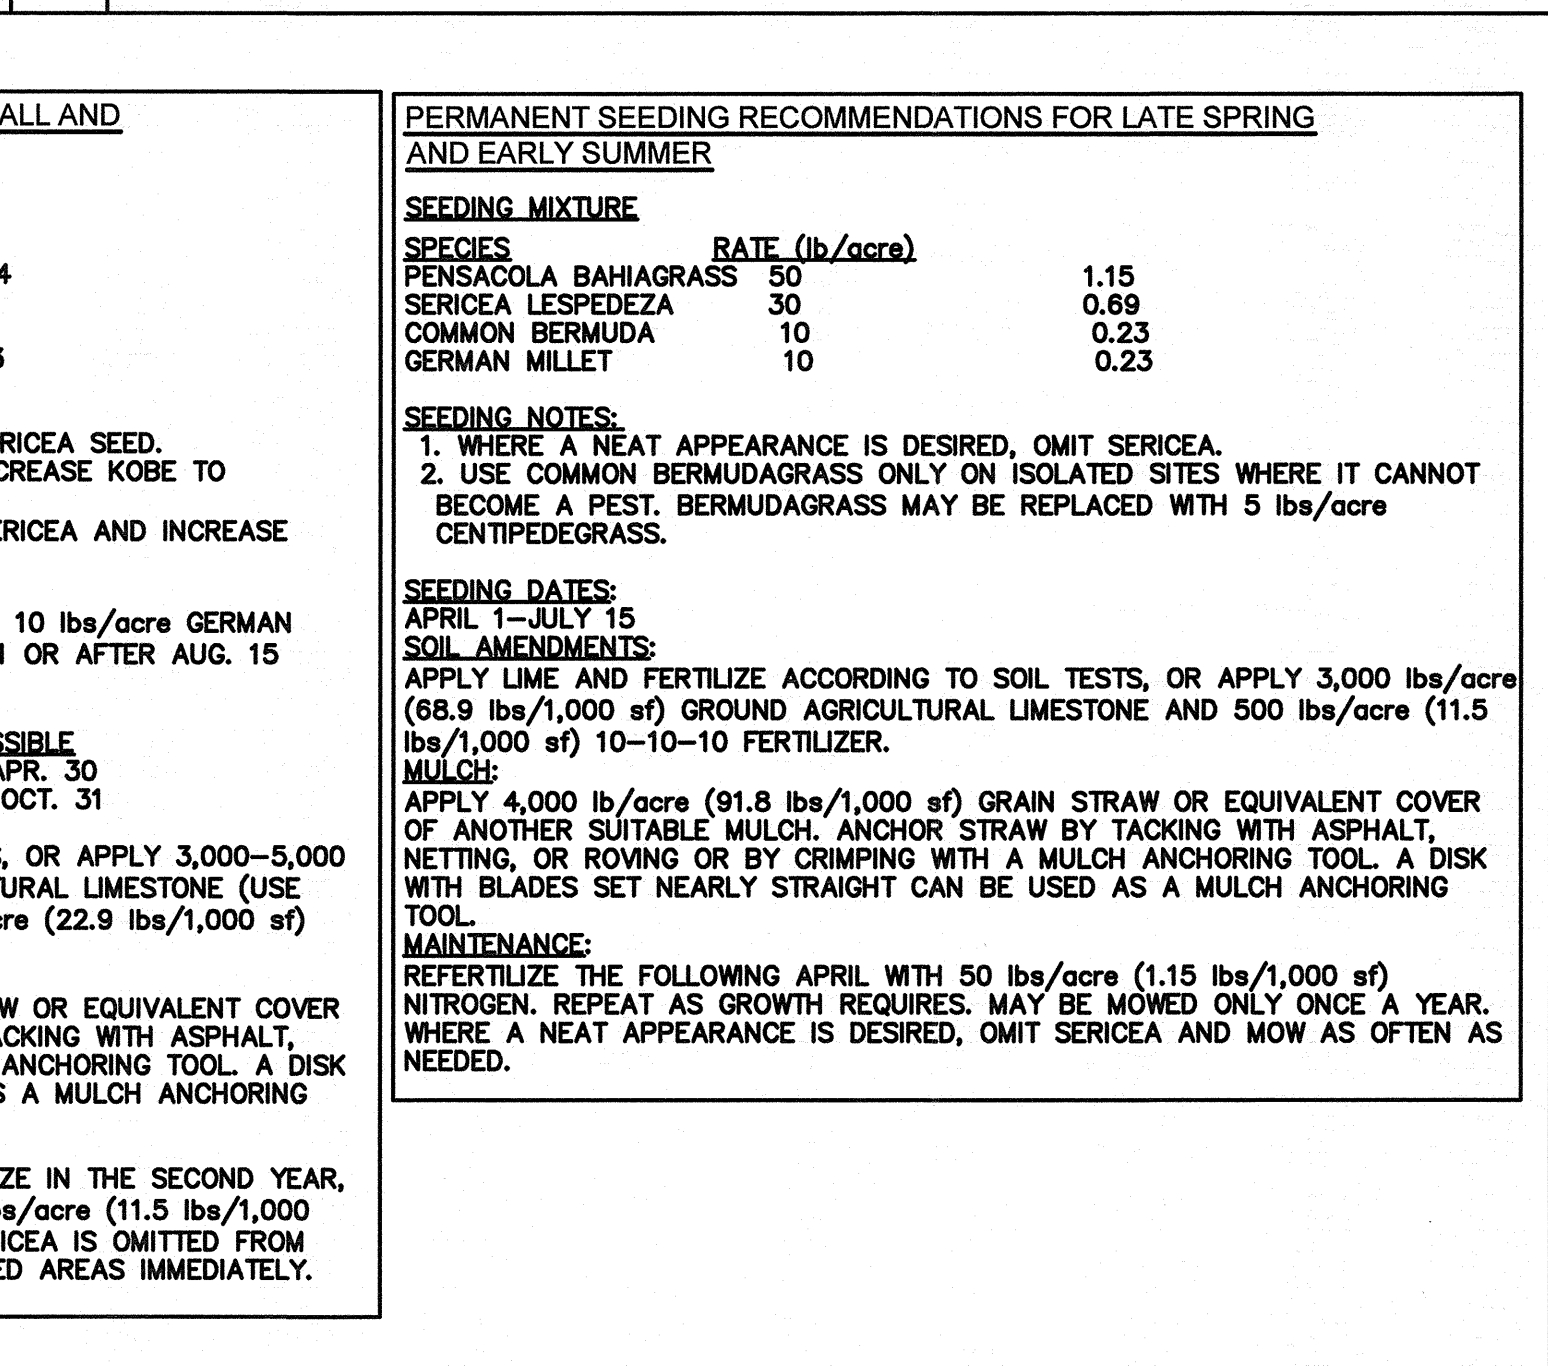 ALL AND
4
RICEA SEED.
CREASE KOBE TO
ERICEA AND INCREASE
10 lbs/acre GERMAN
OR AFTER AUG. 15
SSIBLE
APR. 30
OCT. 31
, OR APPLY 3,000–5,000
TURAL LIMESTONE (USE
cre (22.9 lbs/1,000 sf)
W OR EQUIVALENT COVER
ACKING WITH ASPHALT,
ANCHORING TOOL. A DISK
S A MULCH ANCHORING
ZE IN THE SECOND YEAR,
bs/acre (11.5 lbs/1,000
ICEA IS OMITTED FROM
ED AREAS IMMEDIATELY.
PERMANENT SEEDING RECOMMENDATIONS FOR LATE SPRING
AND EARLY SUMMER
SEEDING MIXTURE
SPECIES RATE (lb/acre)
PENSACOLA BAHIAGRASS 50 1.15
SERICEA LESPEDEZA 30 0.69
COMMON BERMUDA 10 0.23
GERMAN MILLET 10 0.23
SEEDING NOTES:
1. WHERE A NEAT APPEARANCE IS DESIRED, OMIT SERICEA.
2. USE COMMON BERMUDAGRASS ONLY ON ISOLATED SITES WHERE IT CANNOT
BECOME A PEST. BERMUDAGRASS MAY BE REPLACED WITH 5 lbs/acre
CENTIPEDEGRASS.
SEEDING DATES:
APRIL 1–JULY 15
SOIL AMENDMENTS:
APPLY LIME AND FERTILIZE ACCORDING TO SOIL TESTS, OR APPLY 3,000 lbs/acre
(68.9 lbs/1,000 sf) GROUND AGRICULTURAL LIMESTONE AND 500 lbs/acre (11.5
lbs/1,000 sf) 10–10–10 FERTILIZER.
MULCH:
APPLY 4,000 lb/acre (91.8 lbs/1,000 sf) GRAIN STRAW OR EQUIVALENT COVER
OF ANOTHER SUITABLE MULCH. ANCHOR STRAW BY TACKING WITH ASPHALT,
NETTING, OR ROVING OR BY CRIMPING WITH A MULCH ANCHORING TOOL. A DISK
WITH BLADES SET NEARLY STRAIGHT CAN BE USED AS A MULCH ANCHORING
TOOL.
MAINTENANCE:
REFERTILIZE THE FOLLOWING APRIL WITH 50 lbs/acre (1.15 lbs/1,000 sf)
NITROGEN. REPEAT AS GROWTH REQUIRES. MAY BE MOWED ONLY ONCE A YEAR.
WHERE A NEAT APPEARANCE IS DESIRED, OMIT SERICEA AND MOW AS OFTEN AS
NEEDED.